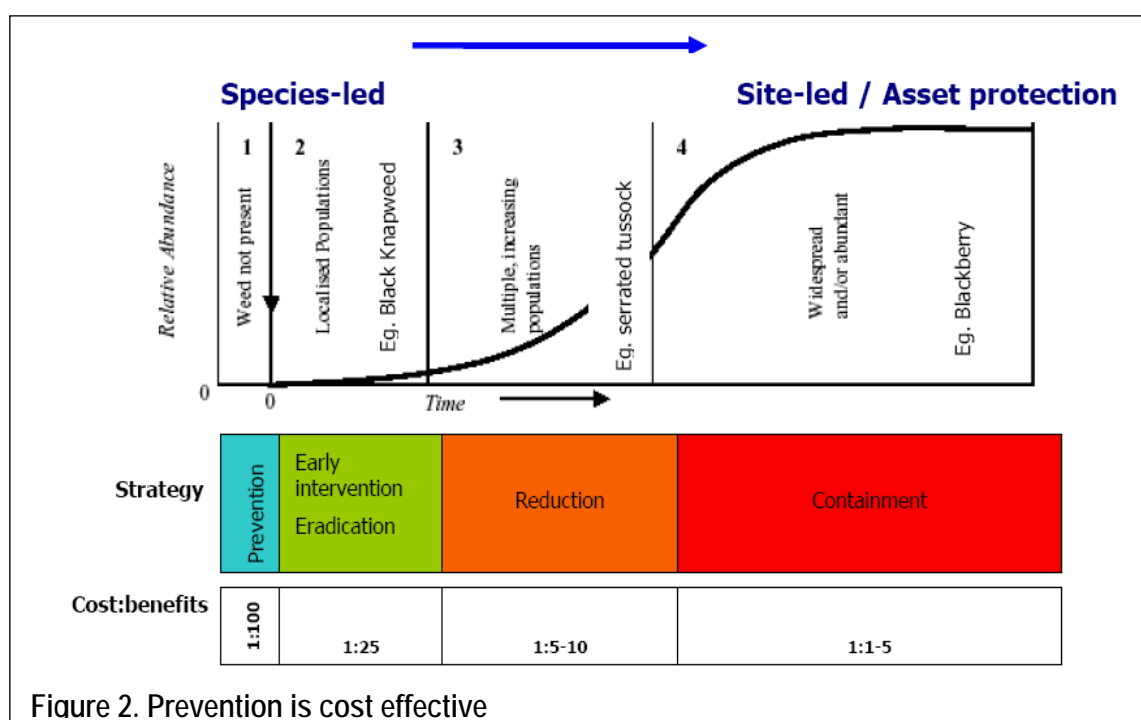 Species-led
Site-led / Asset protection
Relative Abundance
1
Weed not present
2
Localised Populations
Eg. Black Knapweed
3
Multiple, increasing
populations
Eg. serrated tussock
4
Widespread
and/or abundant
Eg. Blackberry
0
0
Time
Strategy
Prevention
Early
intervention
Eradication
Reduction
Containment
Cost:benefits
1:100
1:25
1:5-10
1:1-5
Figure 2. Prevention is cost effective